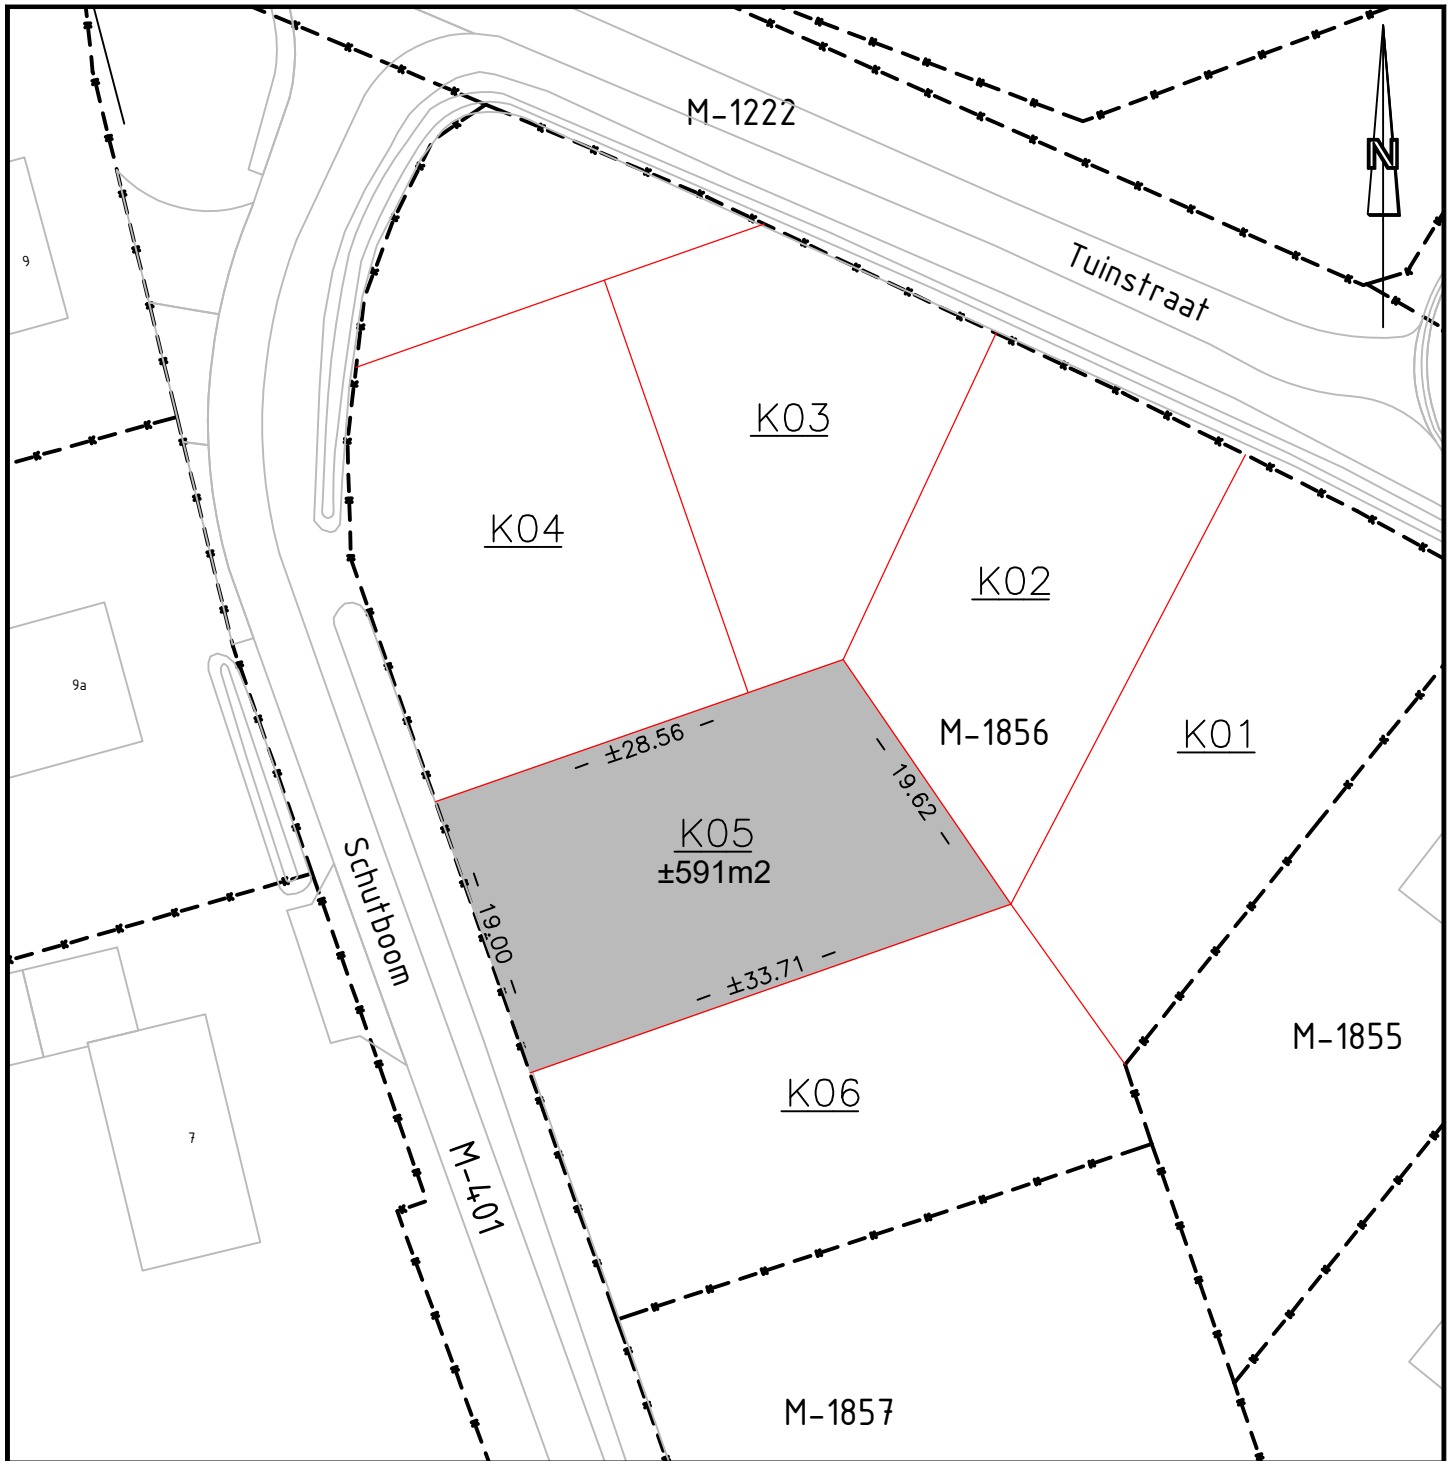 M-1222
N
9
Tuinstraat
K03
K04
K02
9a
M-1856
K01
– ±28.56 –
– 19.62 –
K05
±591m2
Schutboom
– 19.00 –
– ±33.71 –
M-1855
K06
7
M-401
M-1857